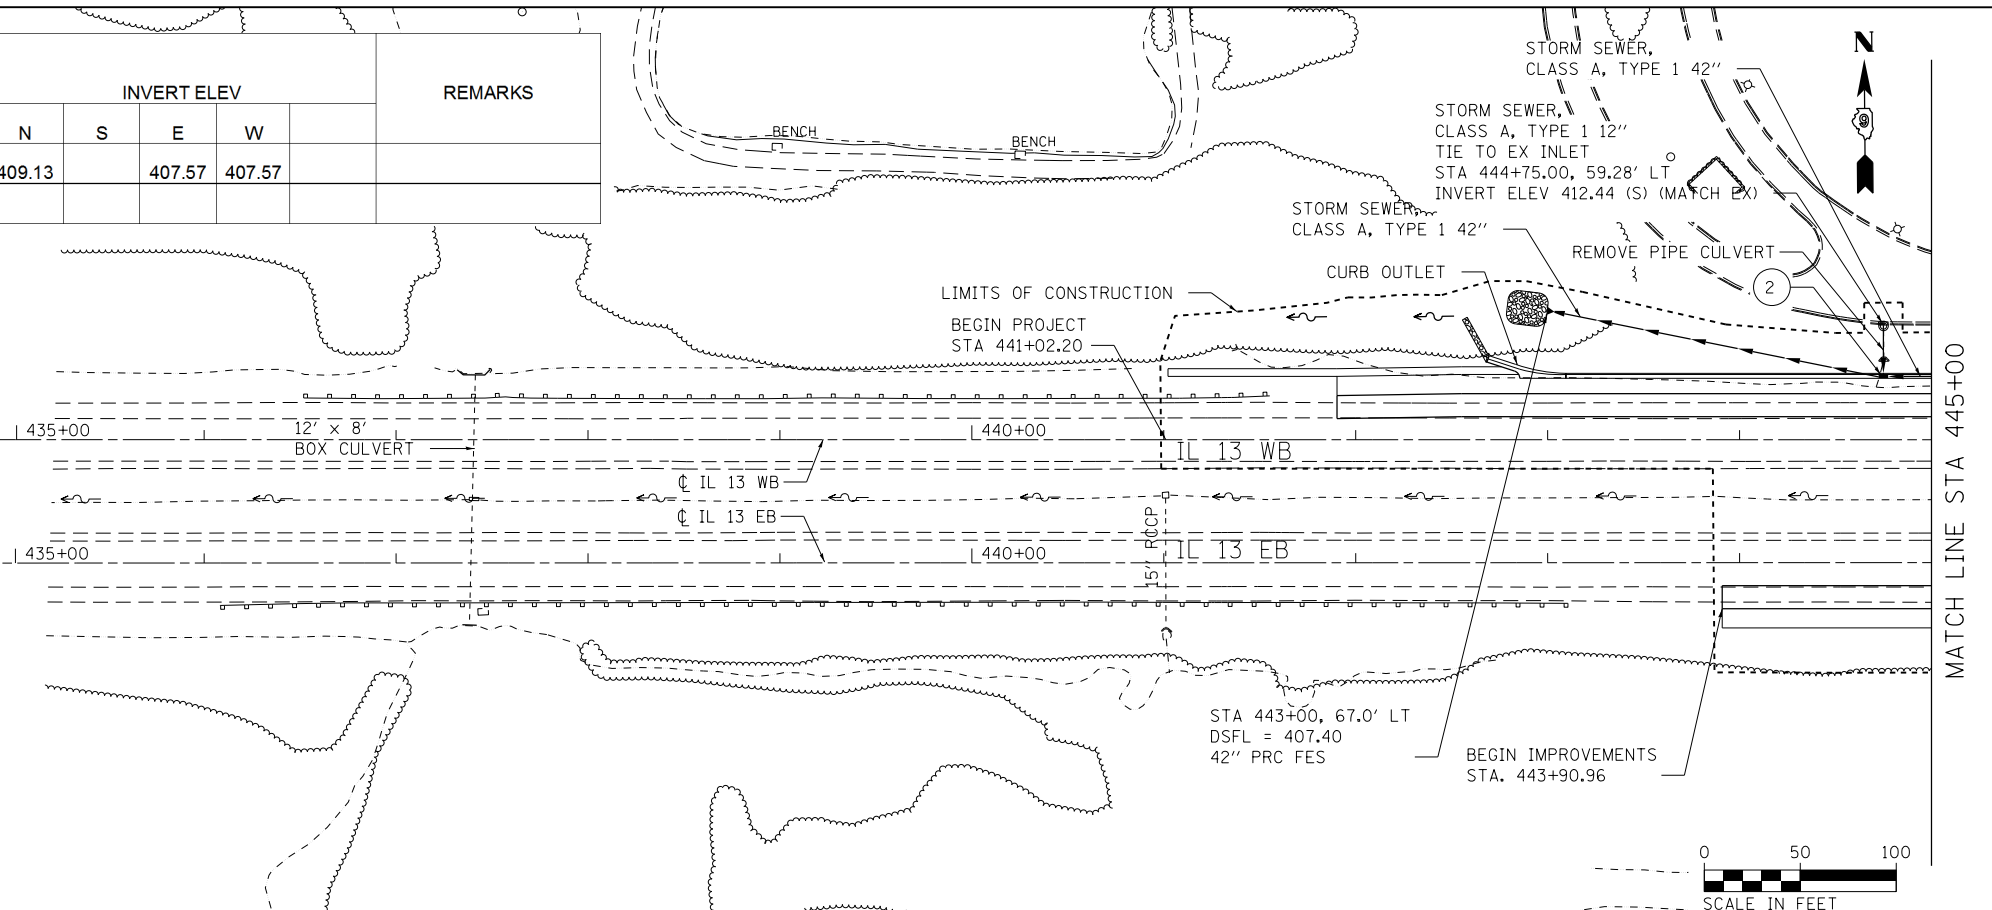 INVERT ELEV
REMARKS
N
S
E
W
409.13
407.57
407.57
BENCH
BENCH
STORM SEWER,
CLASS A, TYPE 1 42″
N
9
STORM SEWER,
CLASS A, TYPE 1 12″
TIE TO EX INLET
STA 444+75.00, 59.28′ LT
INVERT ELEV 412.44 (S) (MATCH EX)
STORM SEWER,
CLASS A, TYPE 1 42″
REMOVE PIPE CULVERT
2
CURB OUTLET
LIMITS OF CONSTRUCTION
BEGIN PROJECT
STA 441+02.20
435+00
12′ × 8′
BOX CULVERT
440+00
IL 13 WB
℄ IL 13 WB
℄ IL 13 EB
435+00
440+00
IL 13 EB
15″ RCCP
MATCH LINE STA 445+00
STA 443+00, 67.0′ LT
DSFL = 407.40
42″ PRC FES
BEGIN IMPROVEMENTS
STA. 443+90.96
0 50 100
SCALE IN FEET